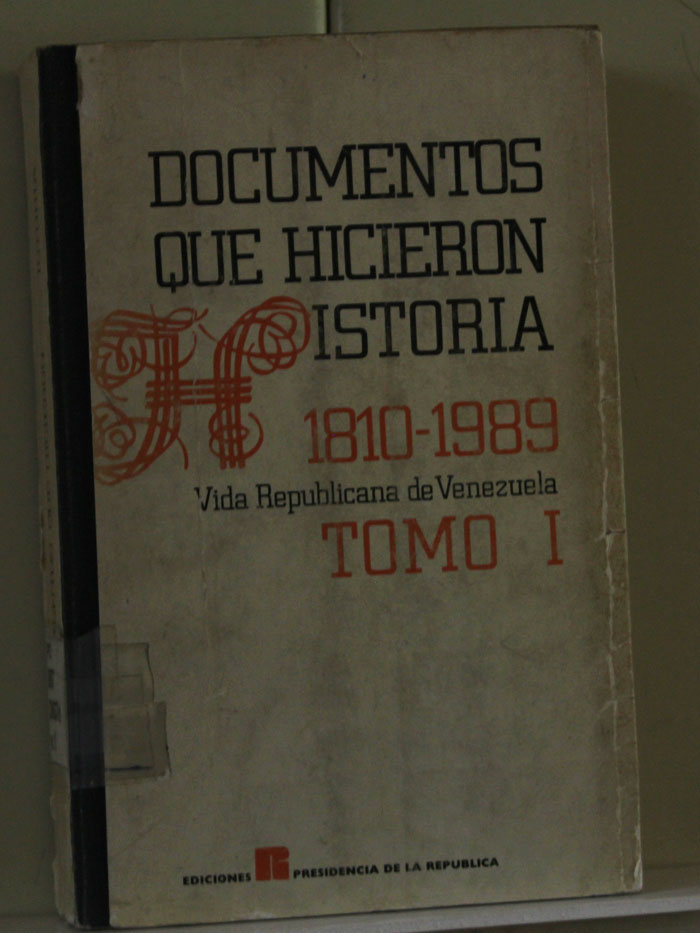 DOCUMENTOS
QUE HICIERON
HISTORIA
1810-1989
Vida Republicana de Venezuela
TOMO I
EDICIONES PRESIDENCIA DE LA REPUBLICA